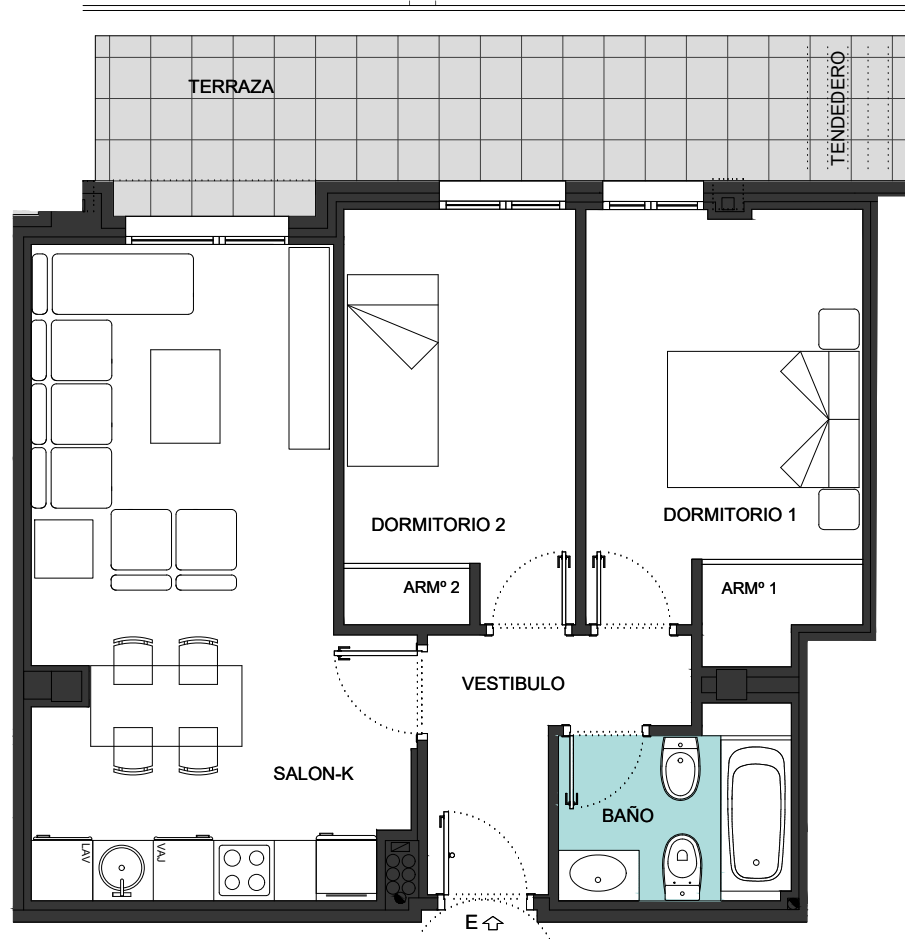 TERRAZA
TENDEDERO
DORMITORIO 2
DORMITORIO 1
ARMº 2
ARMº 1
VESTIBULO
SALON-K
BAÑO
LAV
VAJ
E